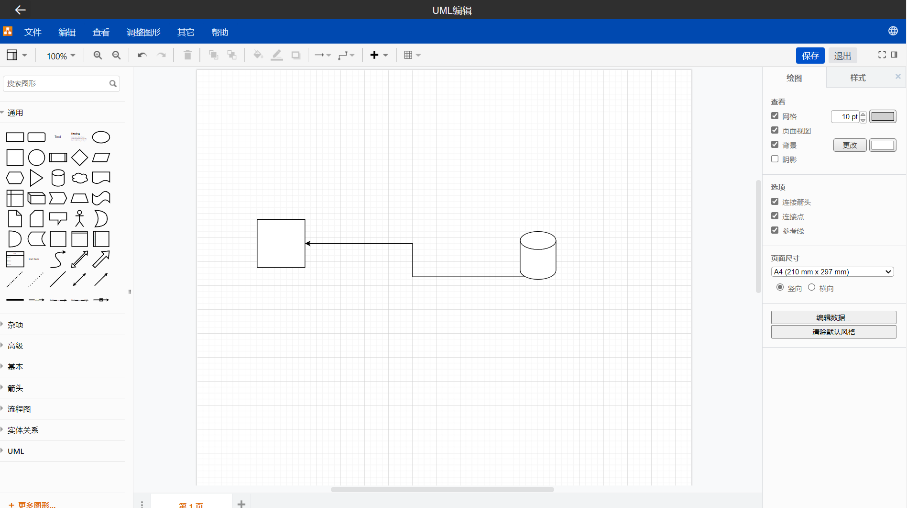 UML编辑
文件 编辑 查看 调整图形 其它 帮助
100%
保存 退出
搜索图形
通用
Text
Heading
杂项
高级
基本
箭头
流程图
实体关系
UML
+ 更多图形...
第 1 页
绘图 样式
查看
网格 10 pt
页面视图
背景 更改
阴影
选项
连接箭头
连接点
参考线
页面尺寸
A4 (210 mm x 297 mm)
竖向 横向
编辑数据
清除默认风格